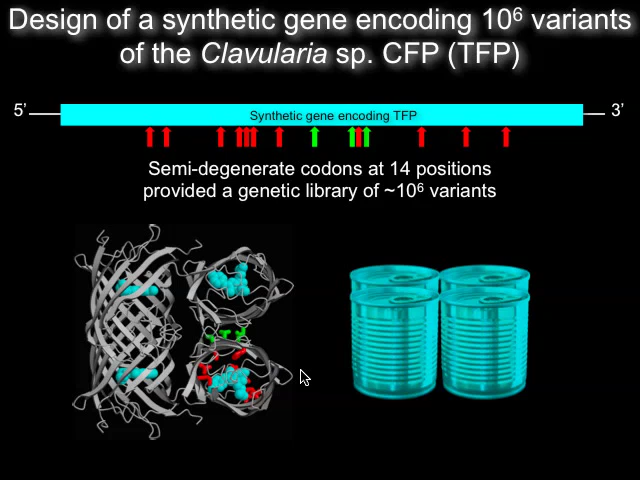 Design of a synthetic gene encoding 10⁶ variants
of the Clavularia sp. CFP (TFP)
5’ Synthetic gene encoding TFP 3’
Semi-degenerate codons at 14 positions
provided a genetic library of ~10⁶ variants